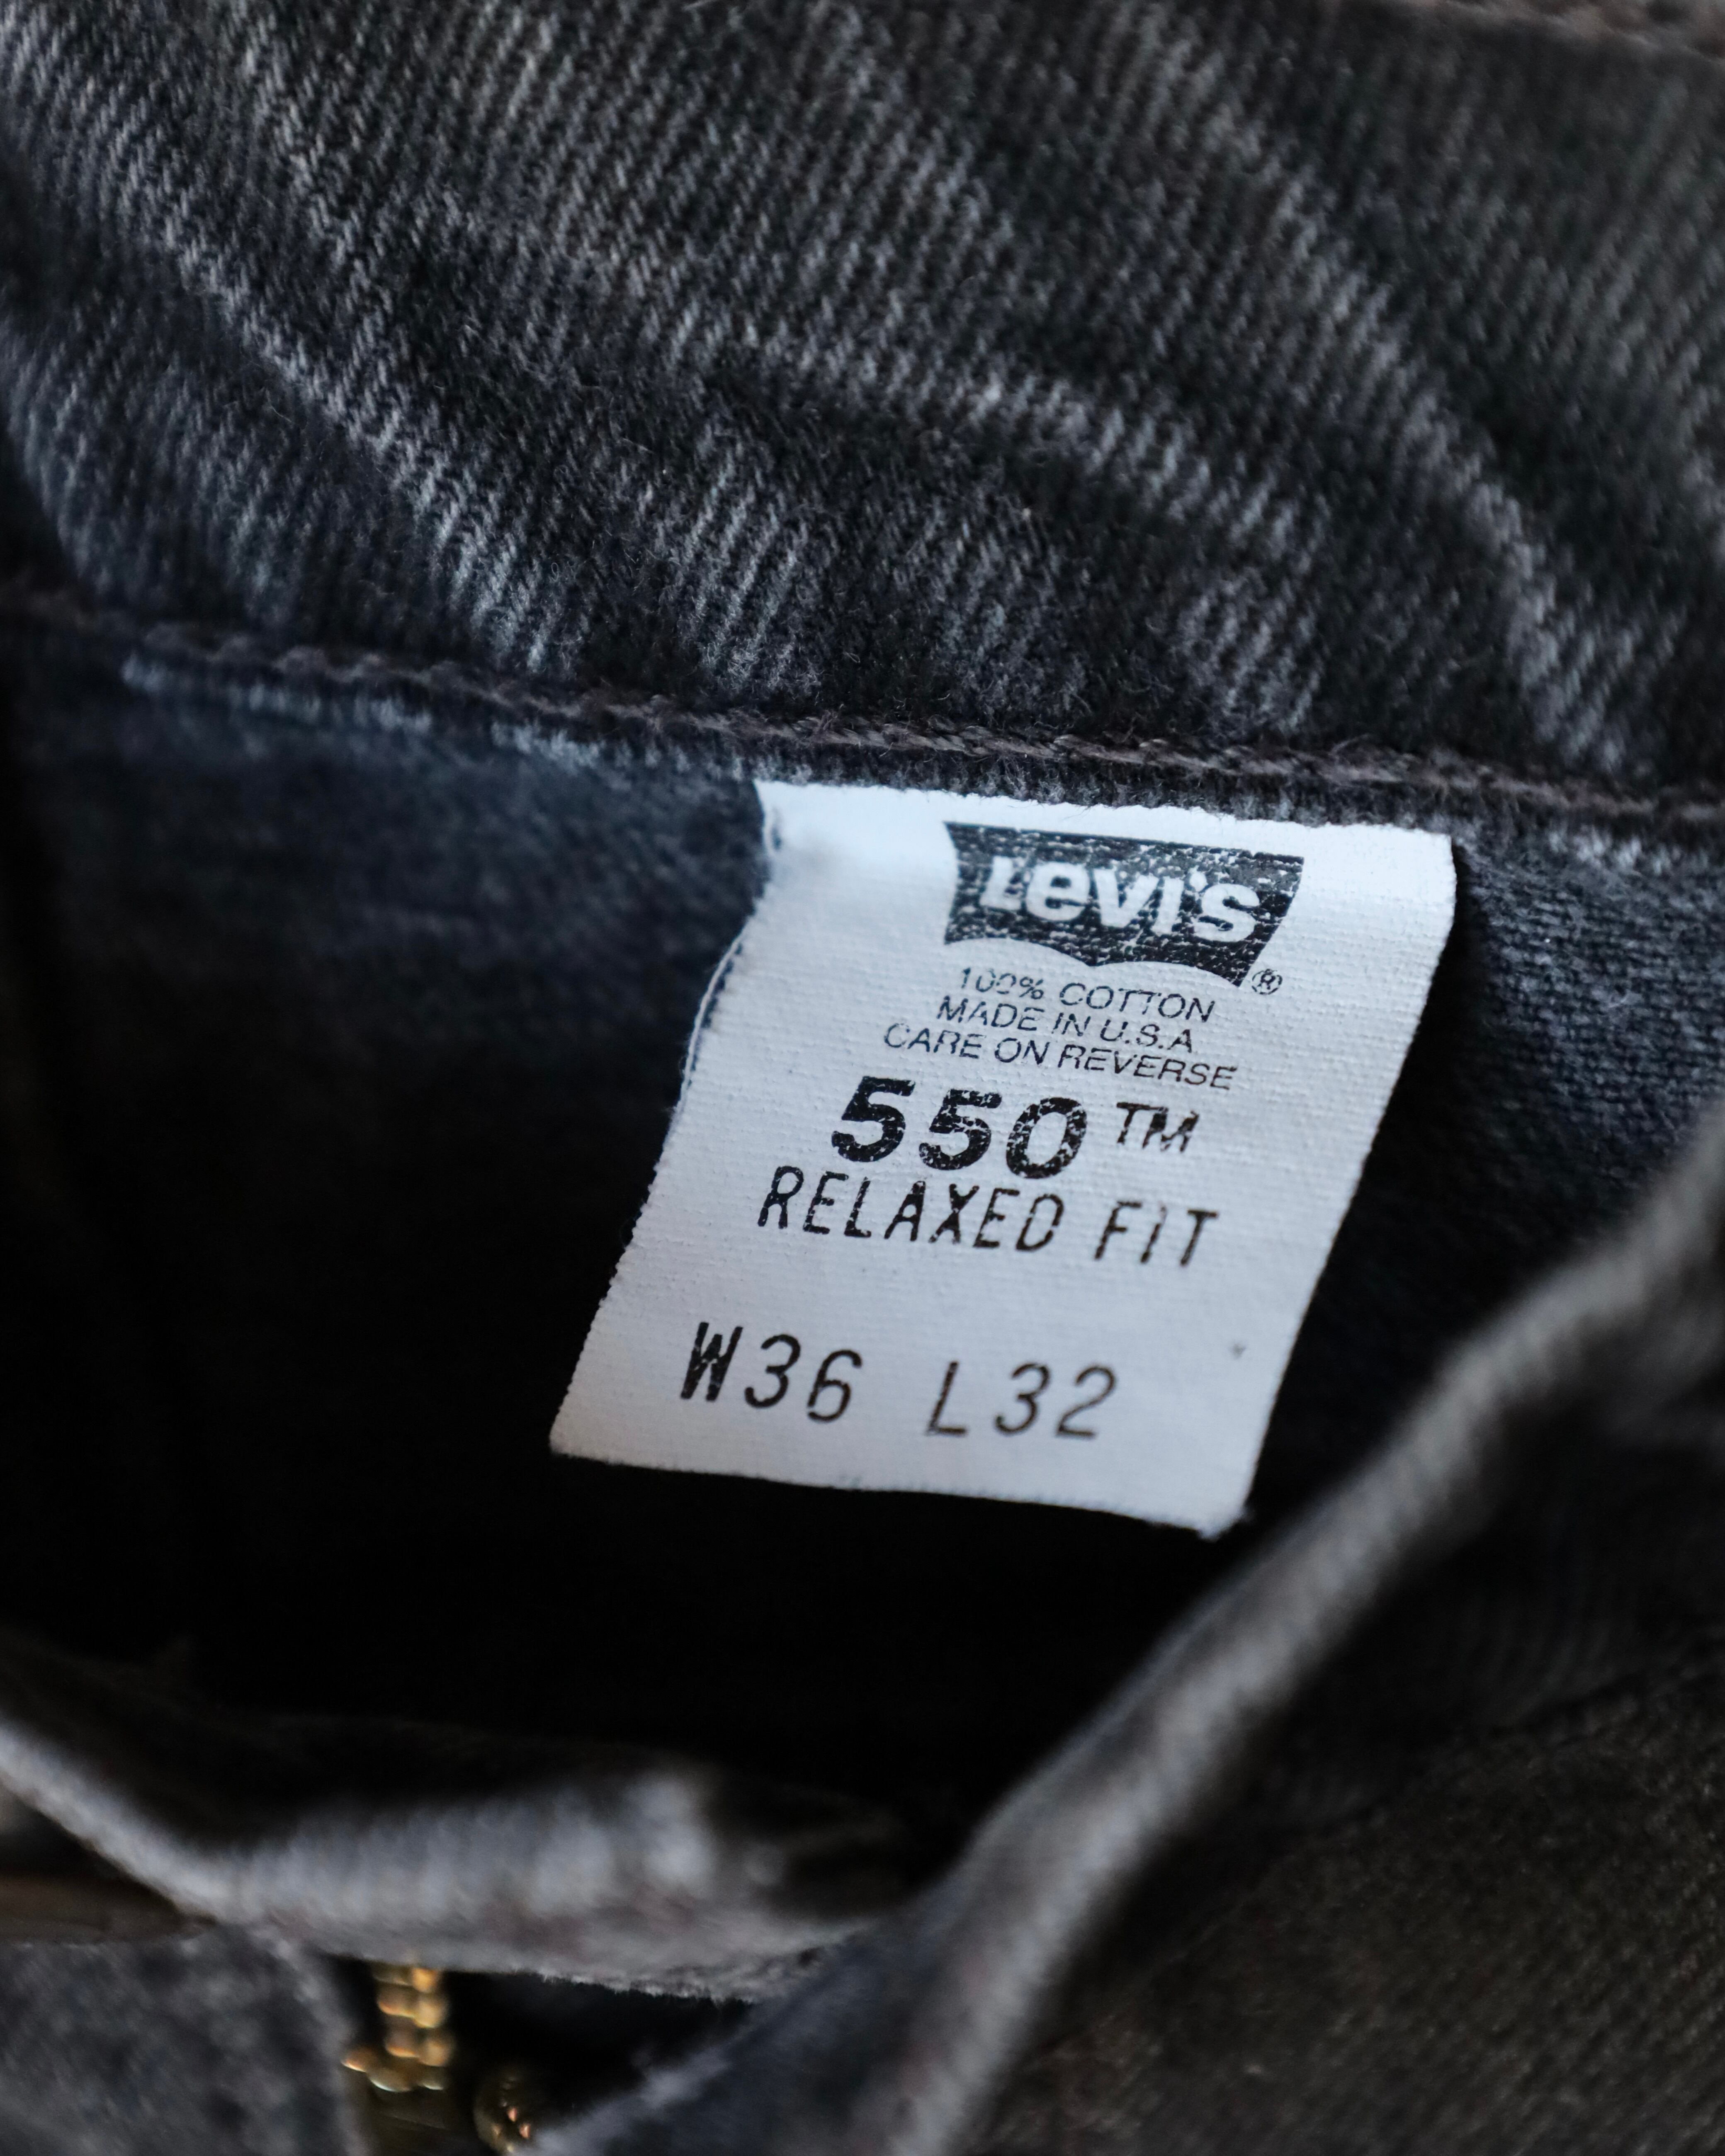 Levi's ®
100% COTTON
MADE IN U.S.A
CARE ON REVERSE
550™
RELAXED FIT
W36 L32